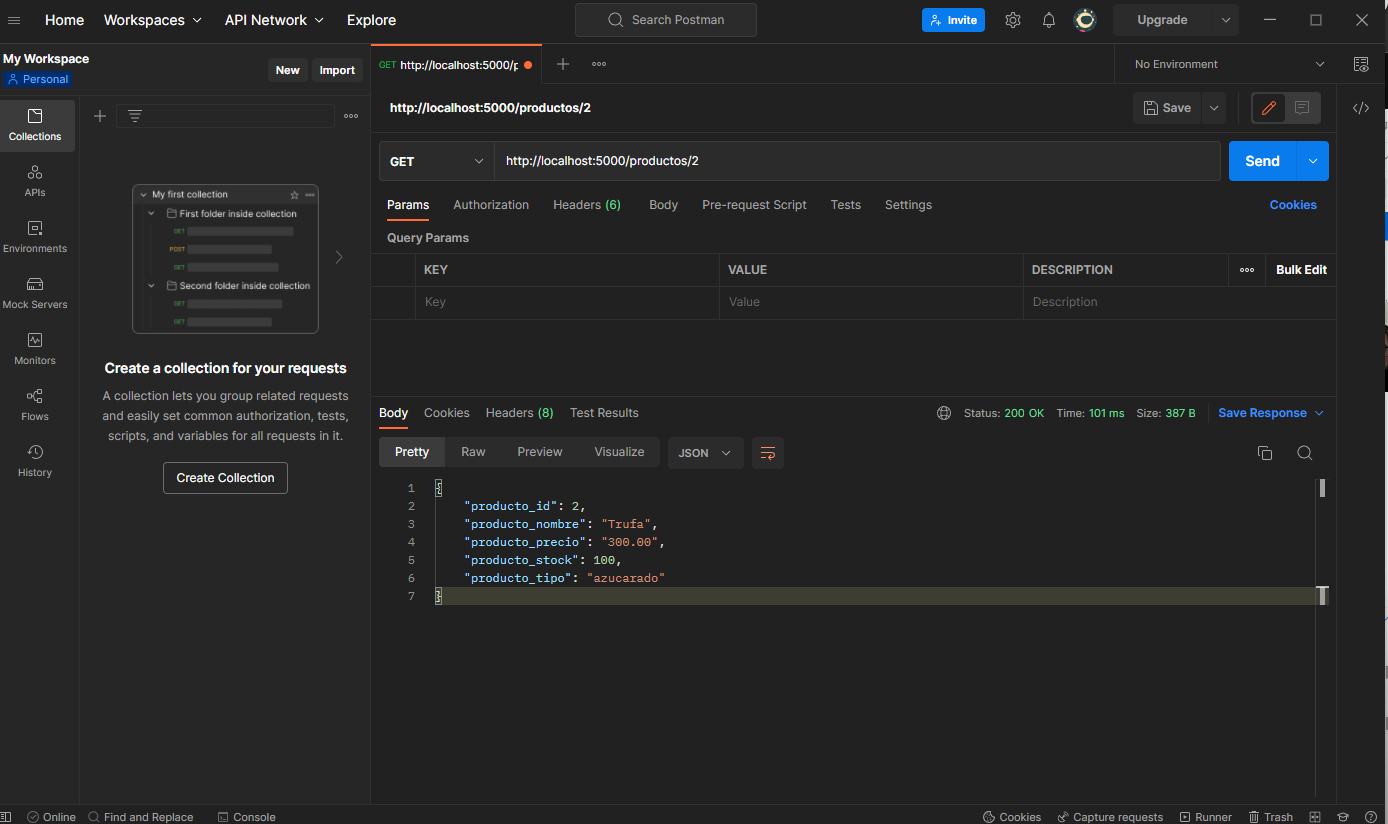 Home Workspaces API Network Explore Search Postman Invite Upgrade
My Workspace
Personal
New Import
GET http://localhost:5000/p
No Environment
http://localhost:5000/productos/2
Save
Collections
APIs
Environments
Mock Servers
Monitors
Flows
History
My first collection
First folder inside collection
GET
POST
GET
Second folder inside collection
GET
GET
Create a collection for your requests
A collection lets you group related requests
and easily set common authorization, tests,
scripts, and variables for all requests in it.
Create Collection
GET http://localhost:5000/productos/2 Send
Params Authorization Headers (6) Body Pre-request Script Tests Settings Cookies
Query Params
KEY VALUE DESCRIPTION Bulk Edit
Key Value Description
Body Cookies Headers (8) Test Results Status: 200 OK Time: 101 ms Size: 387 B Save Response
Pretty Raw Preview Visualize JSON
1 {
2 "producto_id": 2,
3 "producto_nombre": "Trufa",
4 "producto_precio": "300.00",
5 "producto_stock": 100,
6 "producto_tipo": "azucarado"
7 }
Online Find and Replace Console Cookies Capture requests Runner Trash